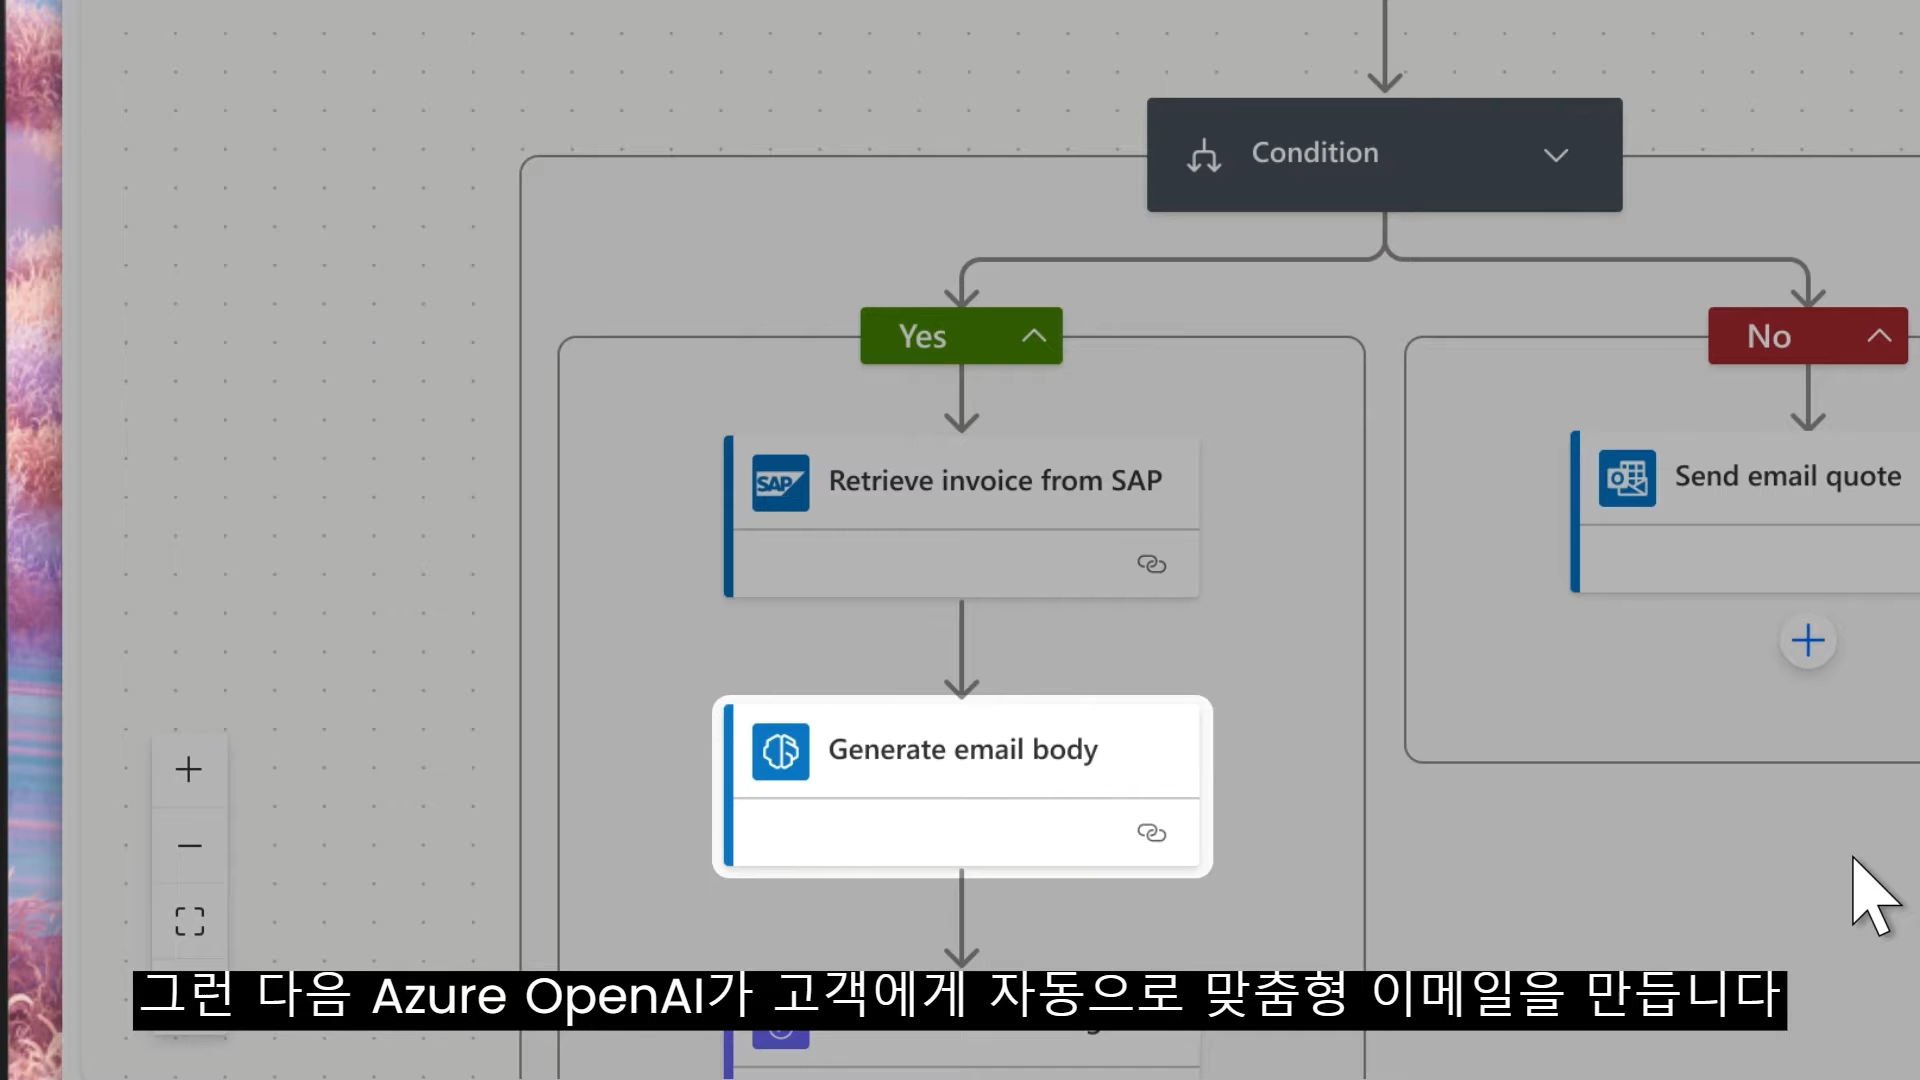 Condition
Yes
No
SAP Retrieve invoice from SAP
Send email quote
Generate email body
그런 다음 Azure OpenAI가 고객에게 자동으로 맞춤형 이메일을 만듭니다